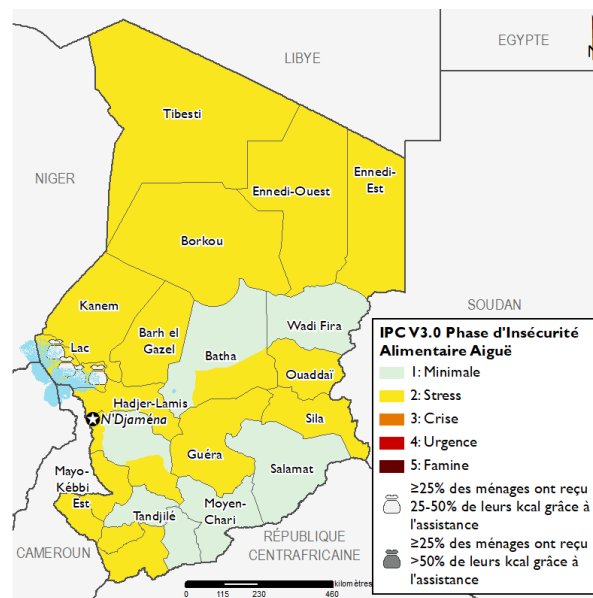 EGYPTE
N
LIBYE
Tibesti
NIGER
Ennedi-
Est
Ennedi-Ouest
Borkou
Kanem
SOUDAN
Wadi Fira
Barh el
Gazel
Lac
Batha
Ouaddaï
Hadjer-Lamis
N'Djaména
Sila
Guéra
Mayo-
Kébbi
Est
Salamat
Moyen-
Chari
Tandjilé
RÉPUBLIQUE
CENTRAFRICAINE
CAMEROUN
kilomètres
0 115 230 460
IPC V3.0 Phase d'Insécurité
Alimentaire Aiguë
1: Minimale
2: Stress
3: Crise
4: Urgence
5: Famine
≥25% des ménages ont reçu
25-50% de leurs kcal grâce à
l'assistance
≥25% des ménages ont reçu
>50% de leurs kcal grâce à
l'assistance